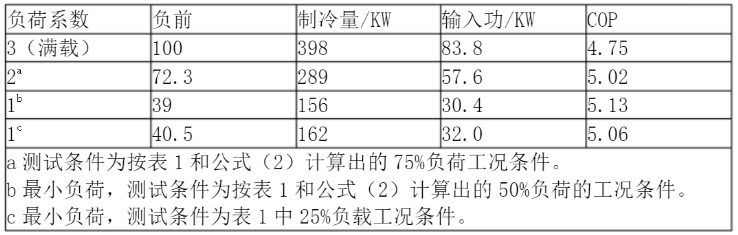 负荷系数 负前 制冷量/KW 输入功/KW COP
3（满载） 100 398 83.8 4.75
2a 72.3 289 57.6 5.02
1b 39 156 30.4 5.13
1c 40.5 162 32.0 5.06
a 测试条件为按表 1 和公式（2）计算出的 75%负荷工况条件。
b 最小负荷，测试条件为按表 1 和公式（2）计算出的 50%负荷的工况条件。
c 最小负荷，测试条件为表 1 中 25%负载工况条件。